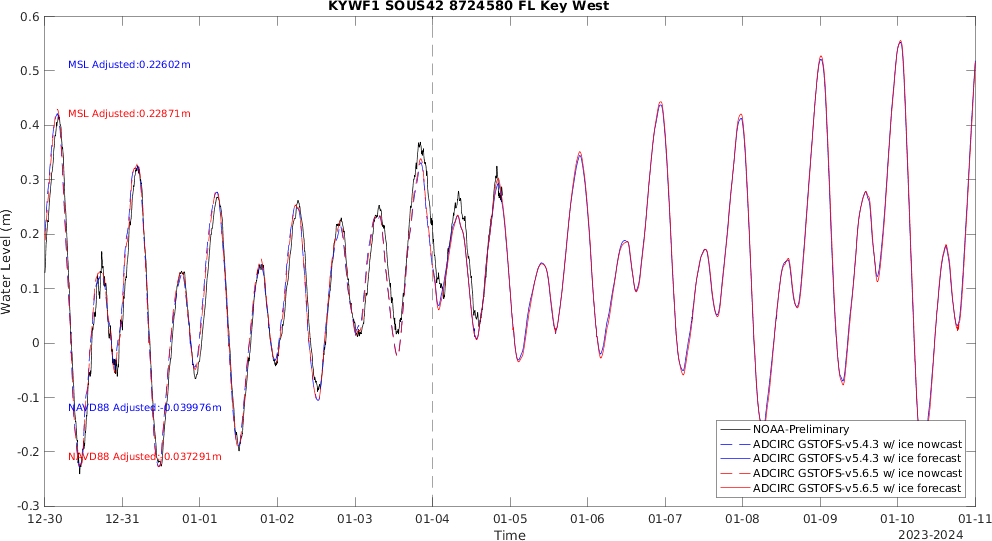 KYWF1 SOUS42 8724580 FL Key West
0.6
0.5
0.4
0.3
0.2
0.1
0
-0.1
-0.2
-0.3
Water Level (m)
MSL Adjusted:0.22602m
MSL Adjusted:0.22871m
NAVD88 Adjusted:-0.039976m
NAVD88 Adjusted:-0.037291m
NOAA-Preliminary
ADCIRC GSTOFS-v5.4.3 w/ ice nowcast
ADCIRC GSTOFS-v5.4.3 w/ ice forecast
ADCIRC GSTOFS-v5.6.5 w/ ice nowcast
ADCIRC GSTOFS-v5.6.5 w/ ice forecast
12-30 12-31 01-01 01-02 01-03 01-04 01-05 01-06 01-07 01-08 01-09 01-10 01-11
Time
2023-2024